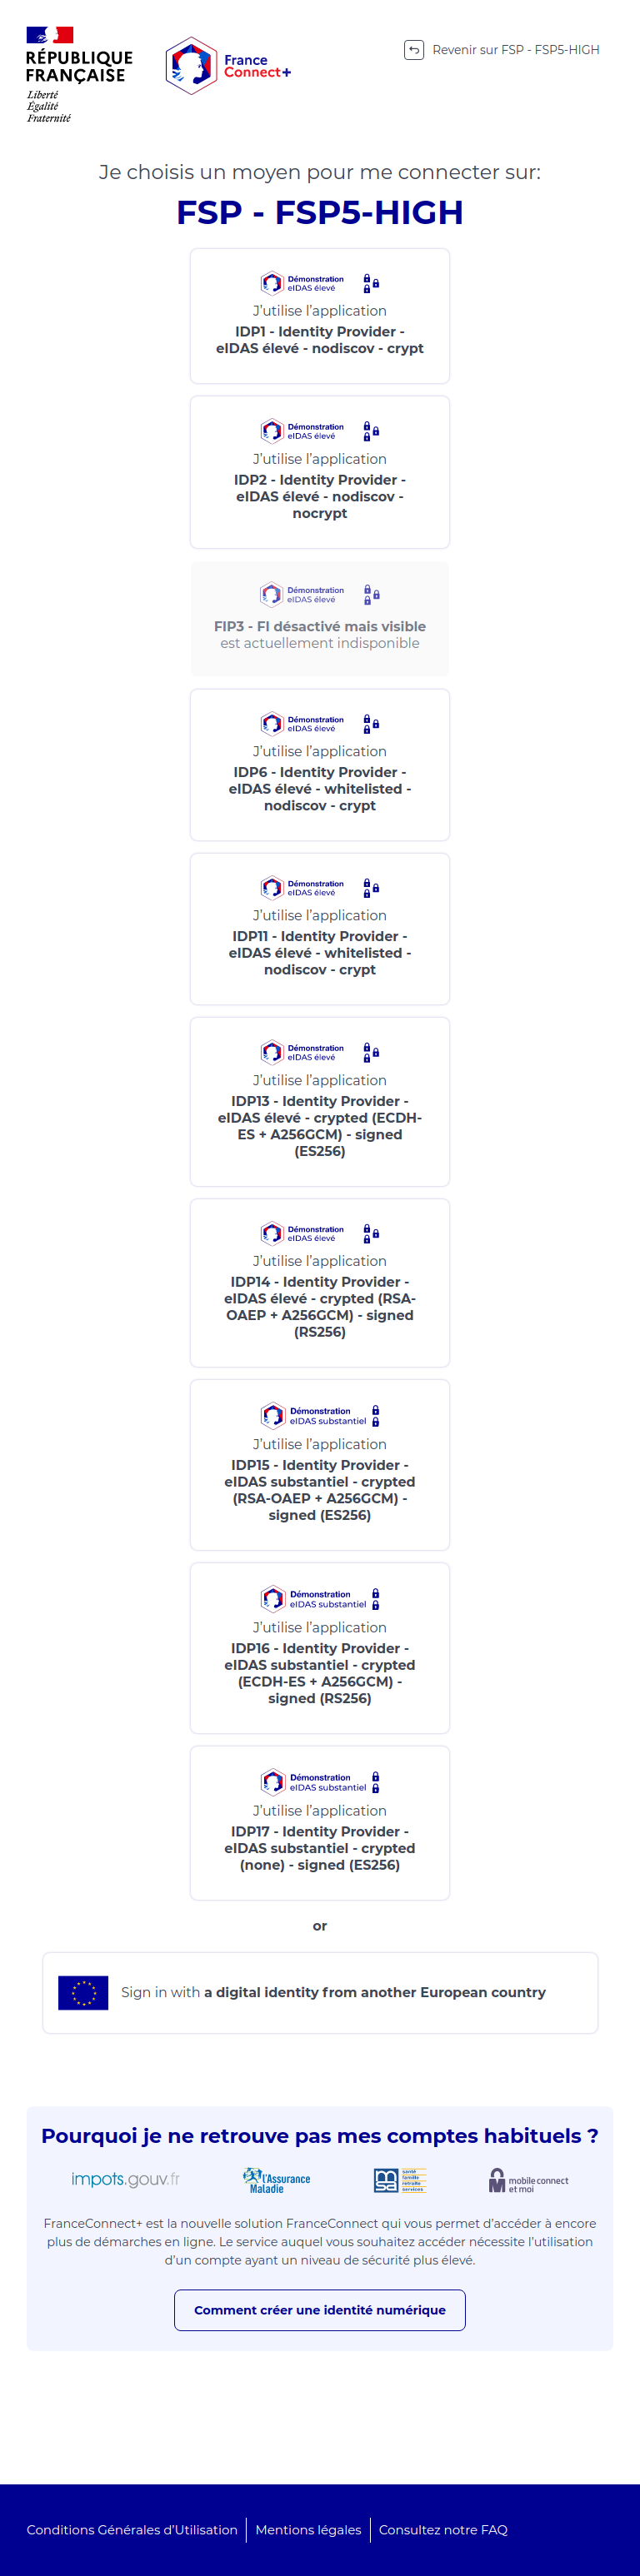 RÉPUBLIQUE
FRANÇAISE
Liberté
Égalité
Fraternité
France
Connect+
Revenir sur FSP - FSP5-HIGH
Je choisis un moyen pour me connecter sur:
FSP - FSP5-HIGH
Démonstration
eIDAS élevé
J’utilise l’application
IDP1 - Identity Provider -
eIDAS élevé - nodiscov - crypt
Démonstration
eIDAS élevé
J’utilise l’application
IDP2 - Identity Provider -
eIDAS élevé - nodiscov -
nocrypt
Démonstration
eIDAS élevé
FIP3 - FI désactivé mais visible
est actuellement indisponible
Démonstration
eIDAS élevé
J’utilise l’application
IDP6 - Identity Provider -
eIDAS élevé - whitelisted -
nodiscov - crypt
Démonstration
eIDAS élevé
J’utilise l’application
IDP11 - Identity Provider -
eIDAS élevé - whitelisted -
nodiscov - crypt
Démonstration
eIDAS élevé
J’utilise l’application
IDP13 - Identity Provider -
eIDAS élevé - crypted (ECDH-
ES + A256GCM) - signed
(ES256)
Démonstration
eIDAS élevé
J’utilise l’application
IDP14 - Identity Provider -
eIDAS élevé - crypted (RSA-
OAEP + A256GCM) - signed
(RS256)
Démonstration
eIDAS substantiel
J’utilise l’application
IDP15 - Identity Provider -
eIDAS substantiel - crypted
(RSA-OAEP + A256GCM) -
signed (ES256)
Démonstration
eIDAS substantiel
J’utilise l’application
IDP16 - Identity Provider -
eIDAS substantiel - crypted
(ECDH-ES + A256GCM) -
signed (RS256)
Démonstration
eIDAS substantiel
J’utilise l’application
IDP17 - Identity Provider -
eIDAS substantiel - crypted
(none) - signed (ES256)
or
Sign in with a digital identity from another European country
Pourquoi je ne retrouve pas mes comptes habituels ?
impots.gouv.fr
l'Assurance
Maladie
msa
santé
famille
retraite
services
mobile connect
et moi
FranceConnect+ est la nouvelle solution FranceConnect qui vous permet d’accéder à encore
plus de démarches en ligne. Le service auquel vous souhaitez accéder nécessite l’utilisation
d’un compte ayant un niveau de sécurité plus élevé.
Comment créer une identité numérique
Conditions Générales d’Utilisation
Mentions légales
Consultez notre FAQ